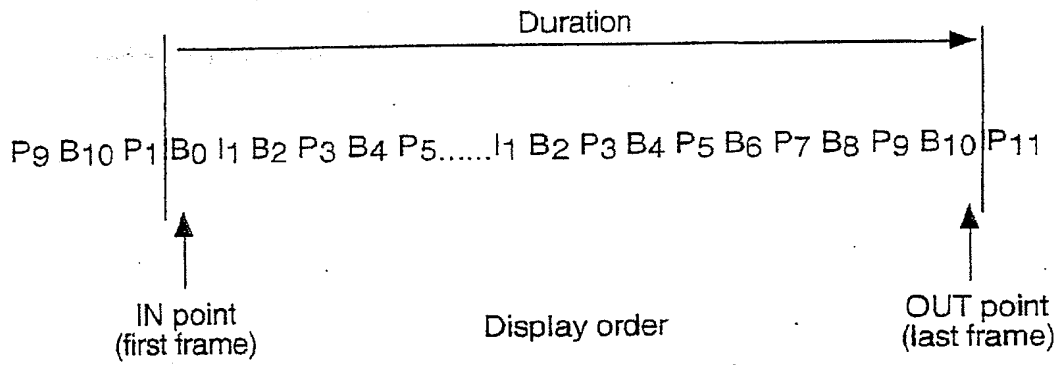 Duration
P9 B10 P1 B0 I1 B2 P3 B4 P5......I1 B2 P3 B4 P5 B6 P7 B8 P9 B10 P11
IN point
(first frame)
Display order
OUT point
(last frame)